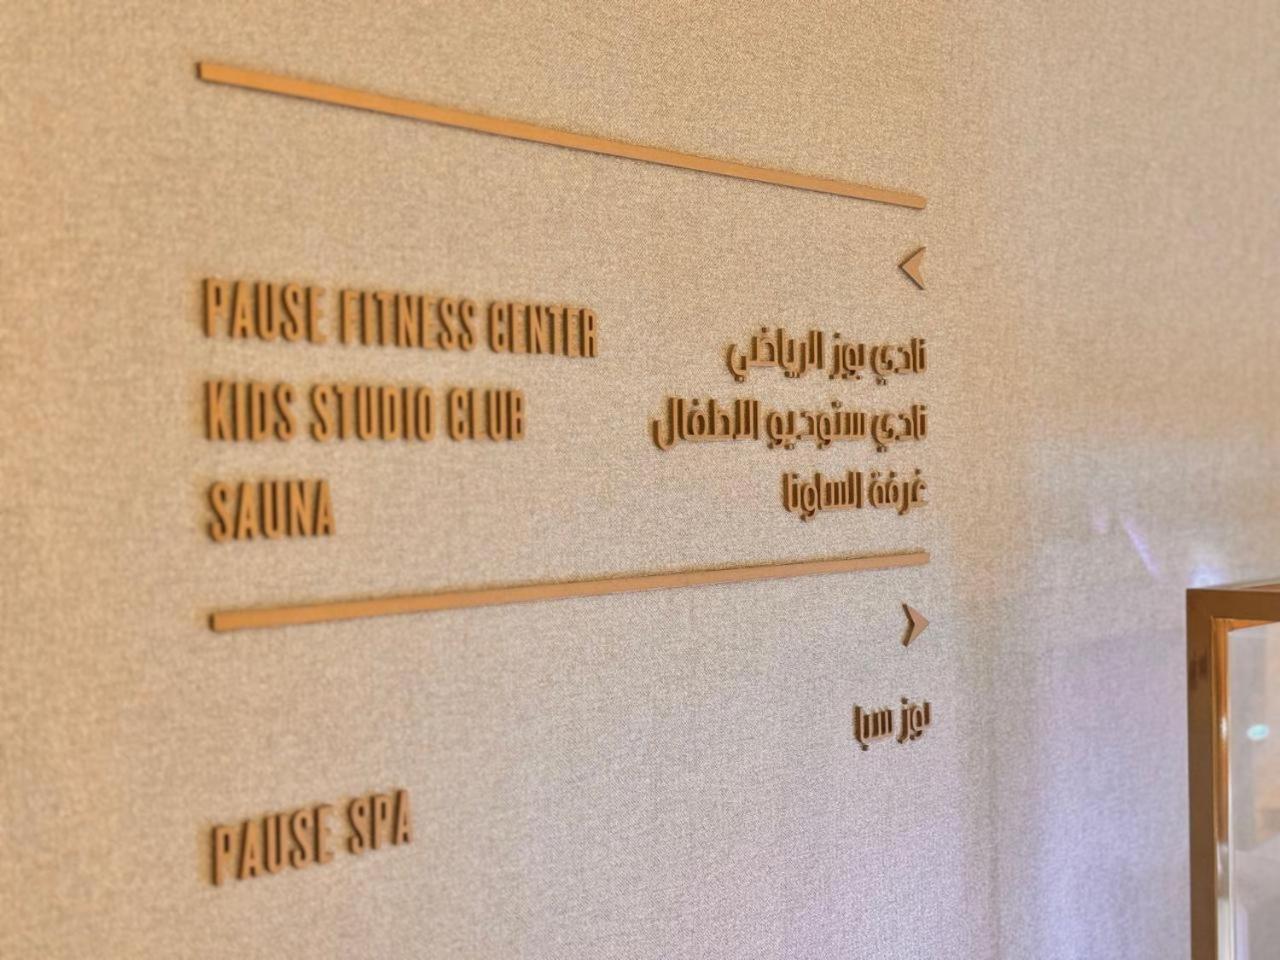 PAUSE FITNESS CENTER
نادي بوز الرياضي
KIDS STUDIO CLUB
نادي ستوديو الاطفال
SAUNA
غرفة الساونا
بوز سبا
PAUSE SPA